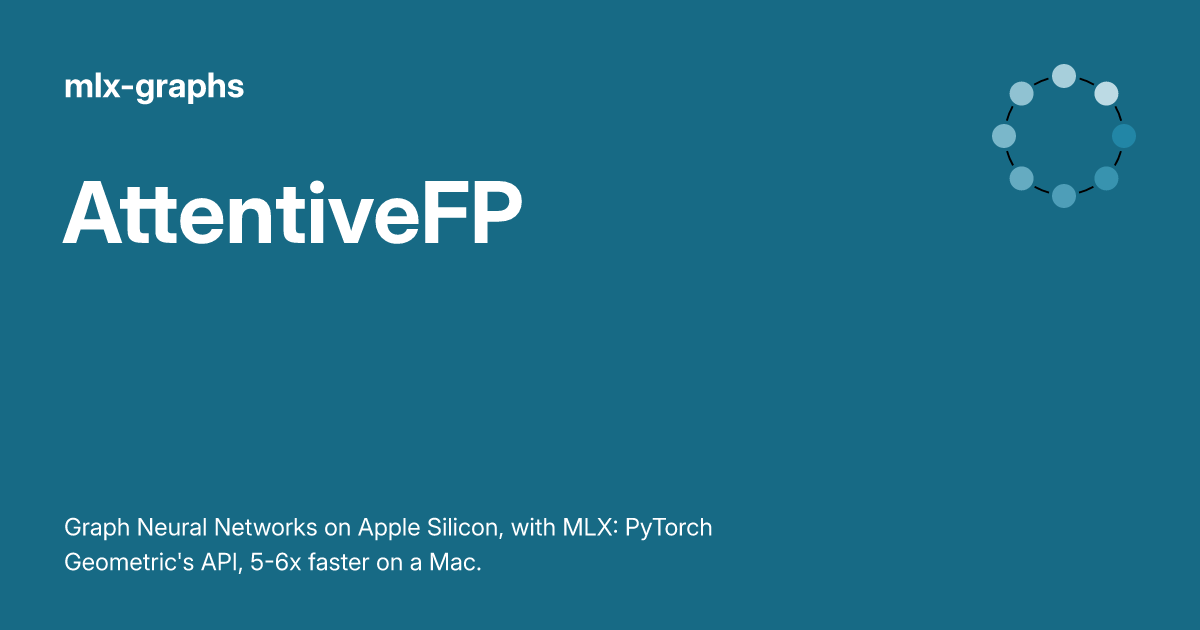 mlx-graphs
AttentiveFP
Graph Neural Networks on Apple Silicon, with MLX: PyTorch
Geometric's API, 5-6x faster on a Mac.